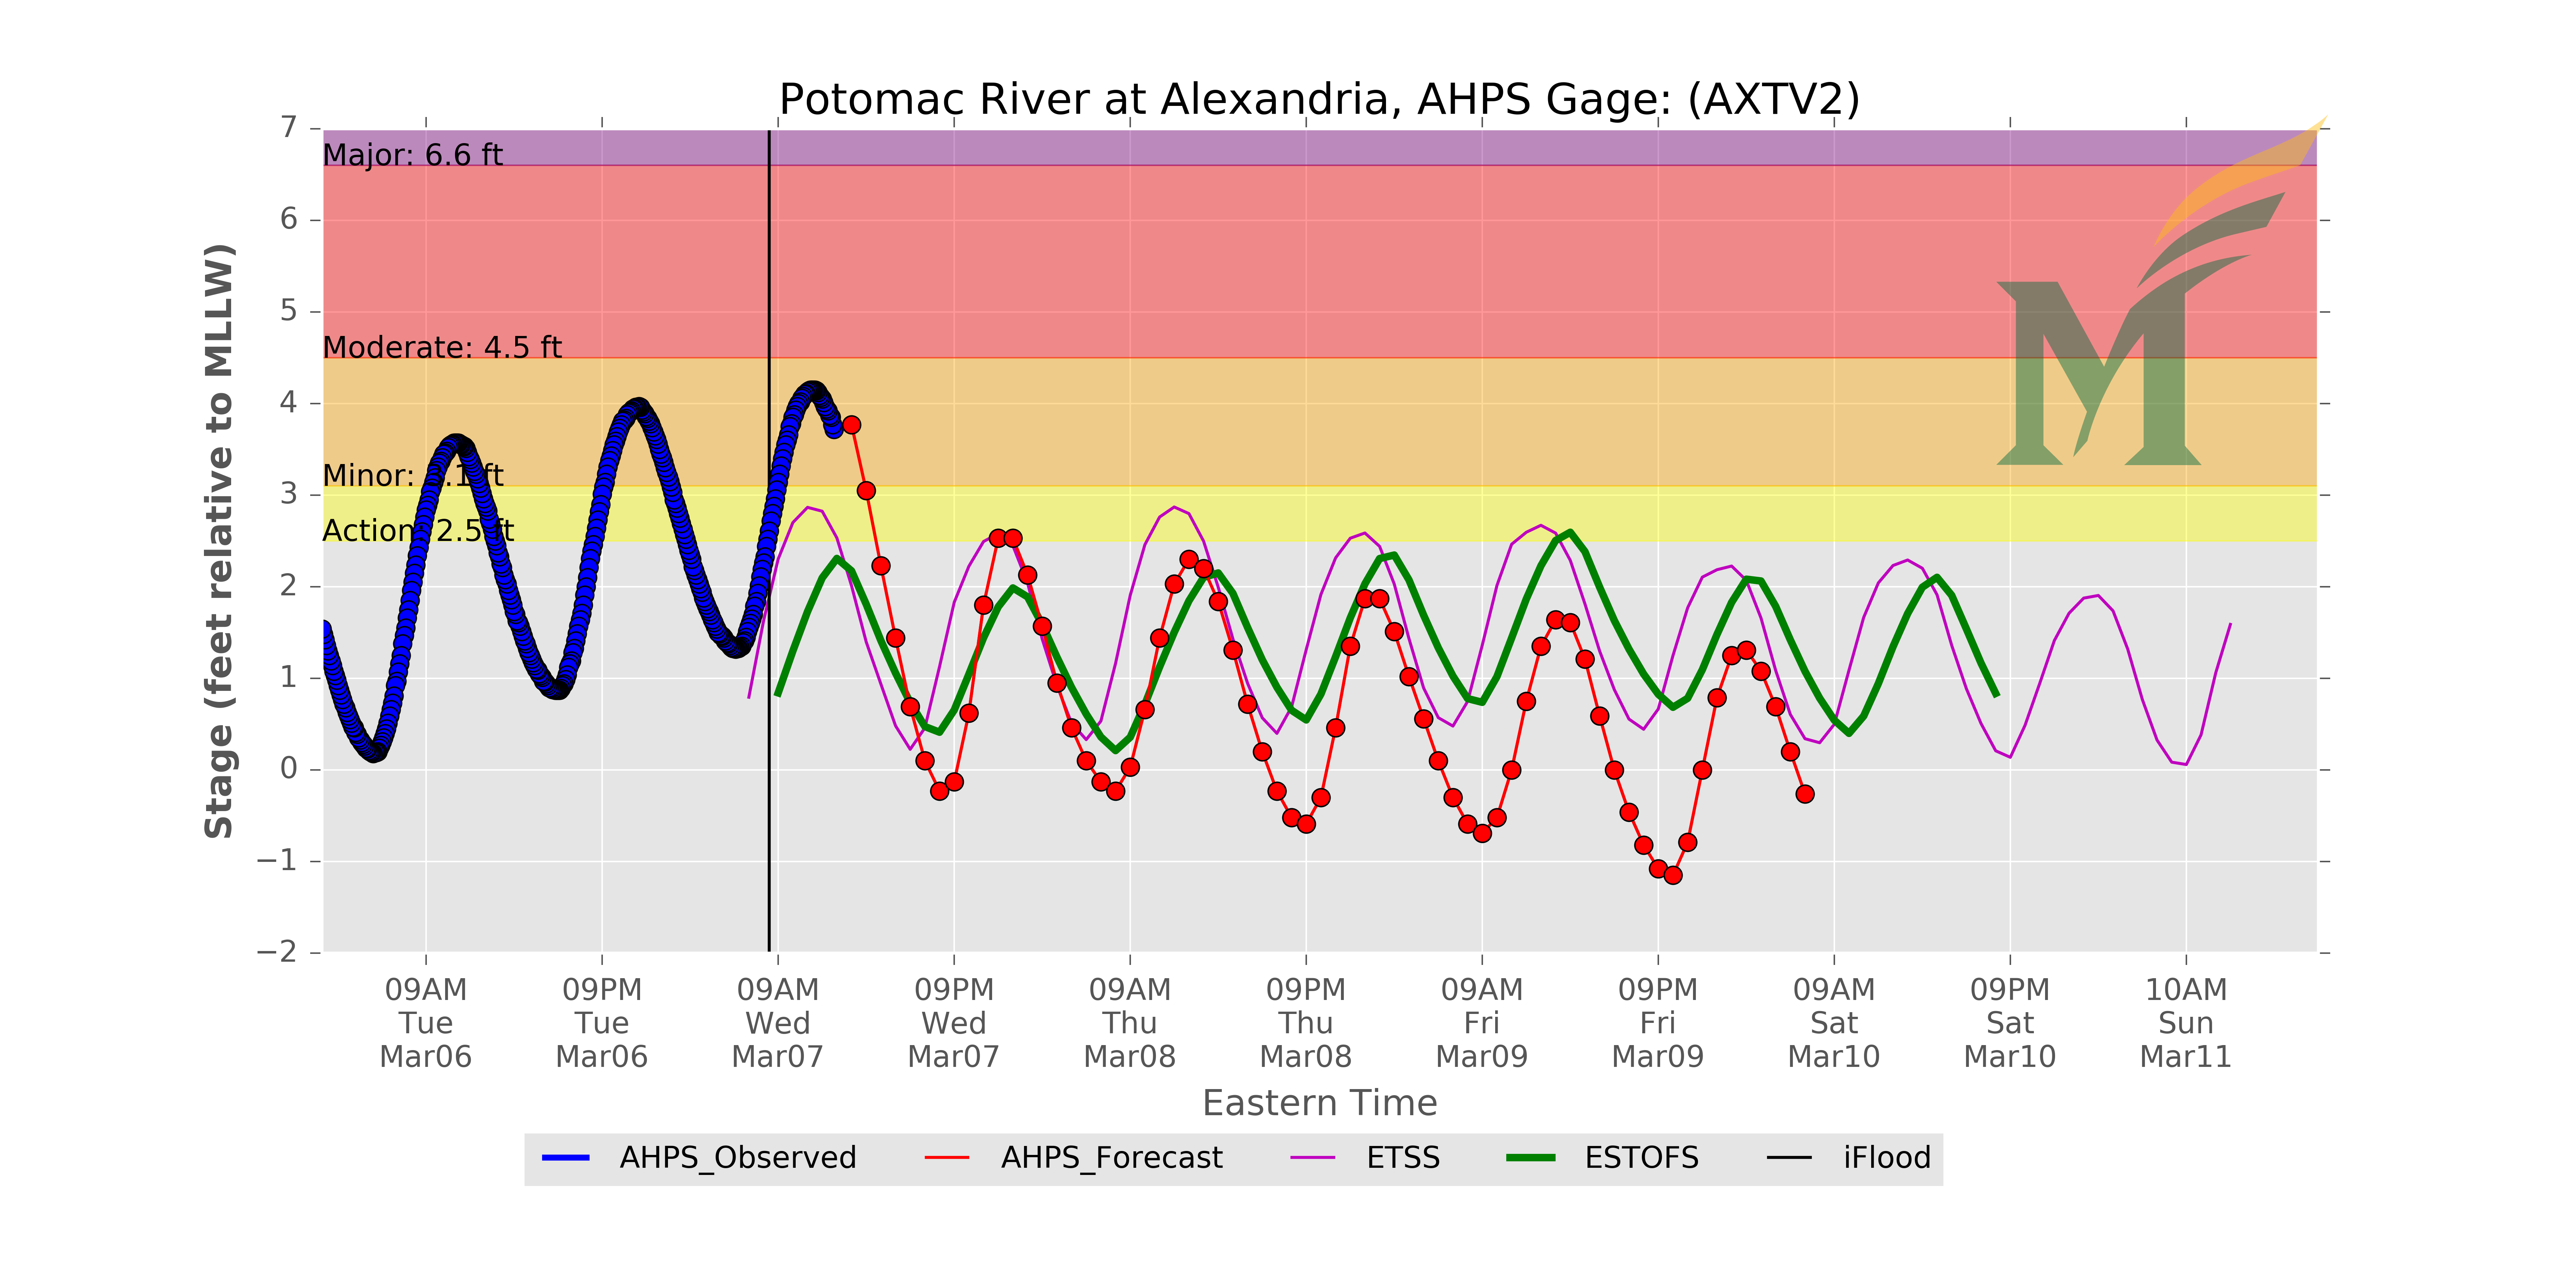 Potomac River at Alexandria, AHPS Gage: (AXTV2)
Stage (feet relative to MLLW)
7
6
5
4
3
2
1
0
−1
−2
Major: 6.6 ft
Moderate: 4.5 ft
Minor: .1 ft
Action: 2.5 ft
09AM
Tue
Mar06
09PM
Tue
Mar06
09AM
Wed
Mar07
09PM
Wed
Mar07
09AM
Thu
Mar08
09PM
Thu
Mar08
09AM
Fri
Mar09
09PM
Fri
Mar09
09AM
Sat
Mar10
09PM
Sat
Mar10
10AM
Sun
Mar11
Eastern Time
AHPS_Observed
AHPS_Forecast
ETSS
ESTOFS
iFlood
M